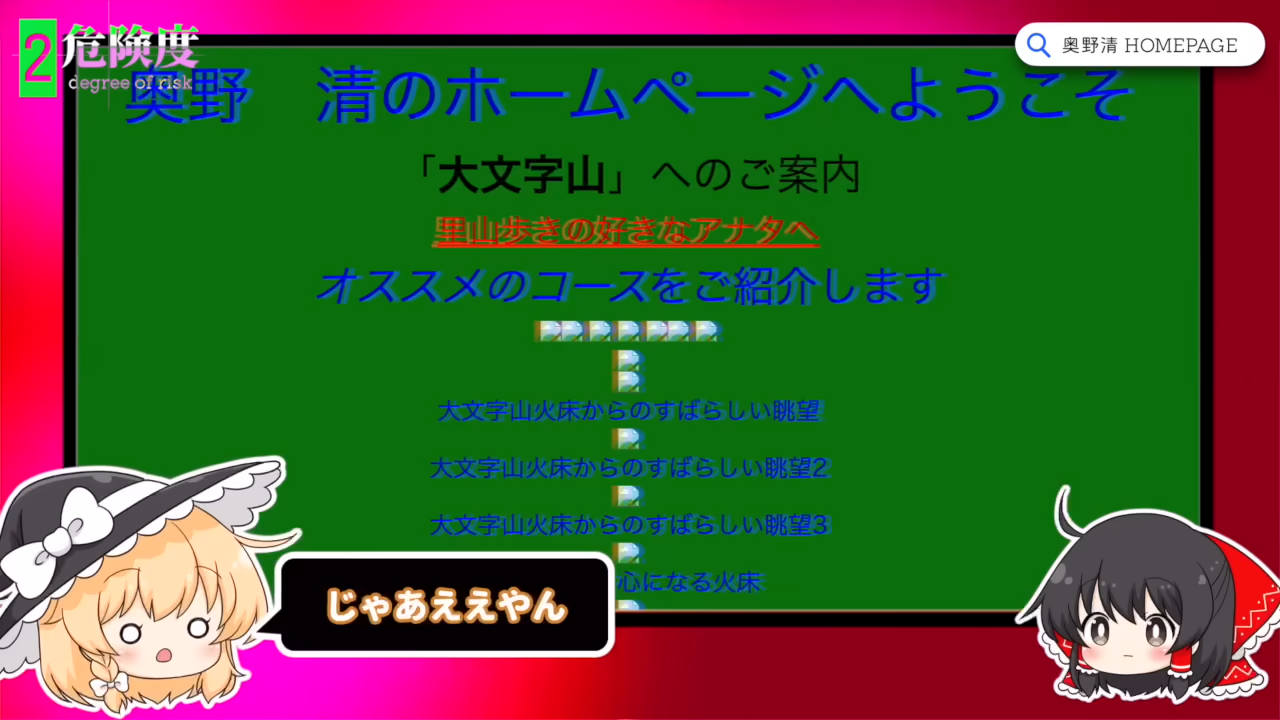 2 危険度
degree of risk
奥野清 HOMEPAGE
奥野 清のホームページへようこそ
「大文字山」へのご案内
里山歩きの好きなアナタへ
オススメのコースをご紹介します
大文字山火床からのすばらしい眺望
大文字山火床からのすばらしい眺望2
大文字山火床からのすばらしい眺望3
心になる火床
じゃあええやん